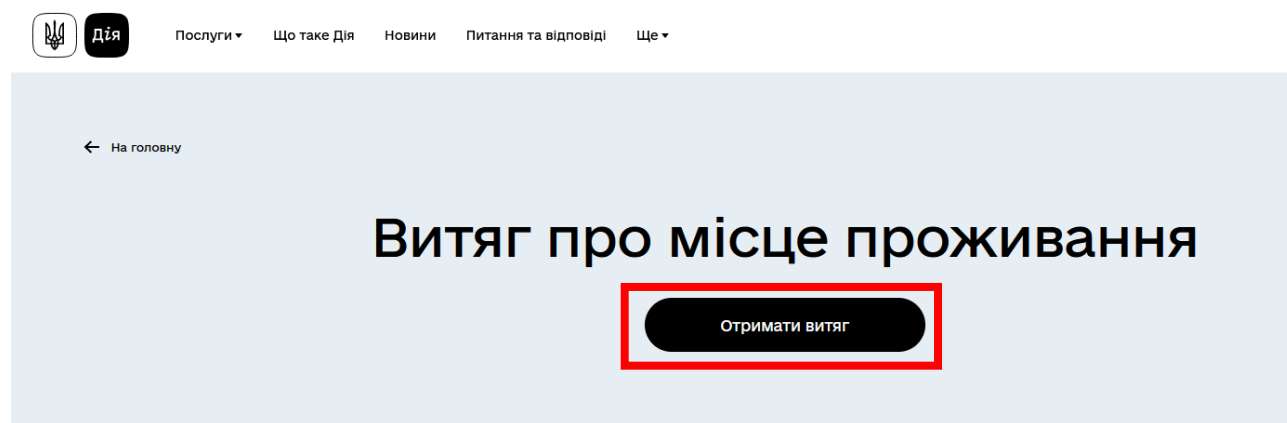 Дія Послуги Що таке Дія Новини Питання та відповіді Ще
На головну
Витяг про місце проживання
Отримати витяг